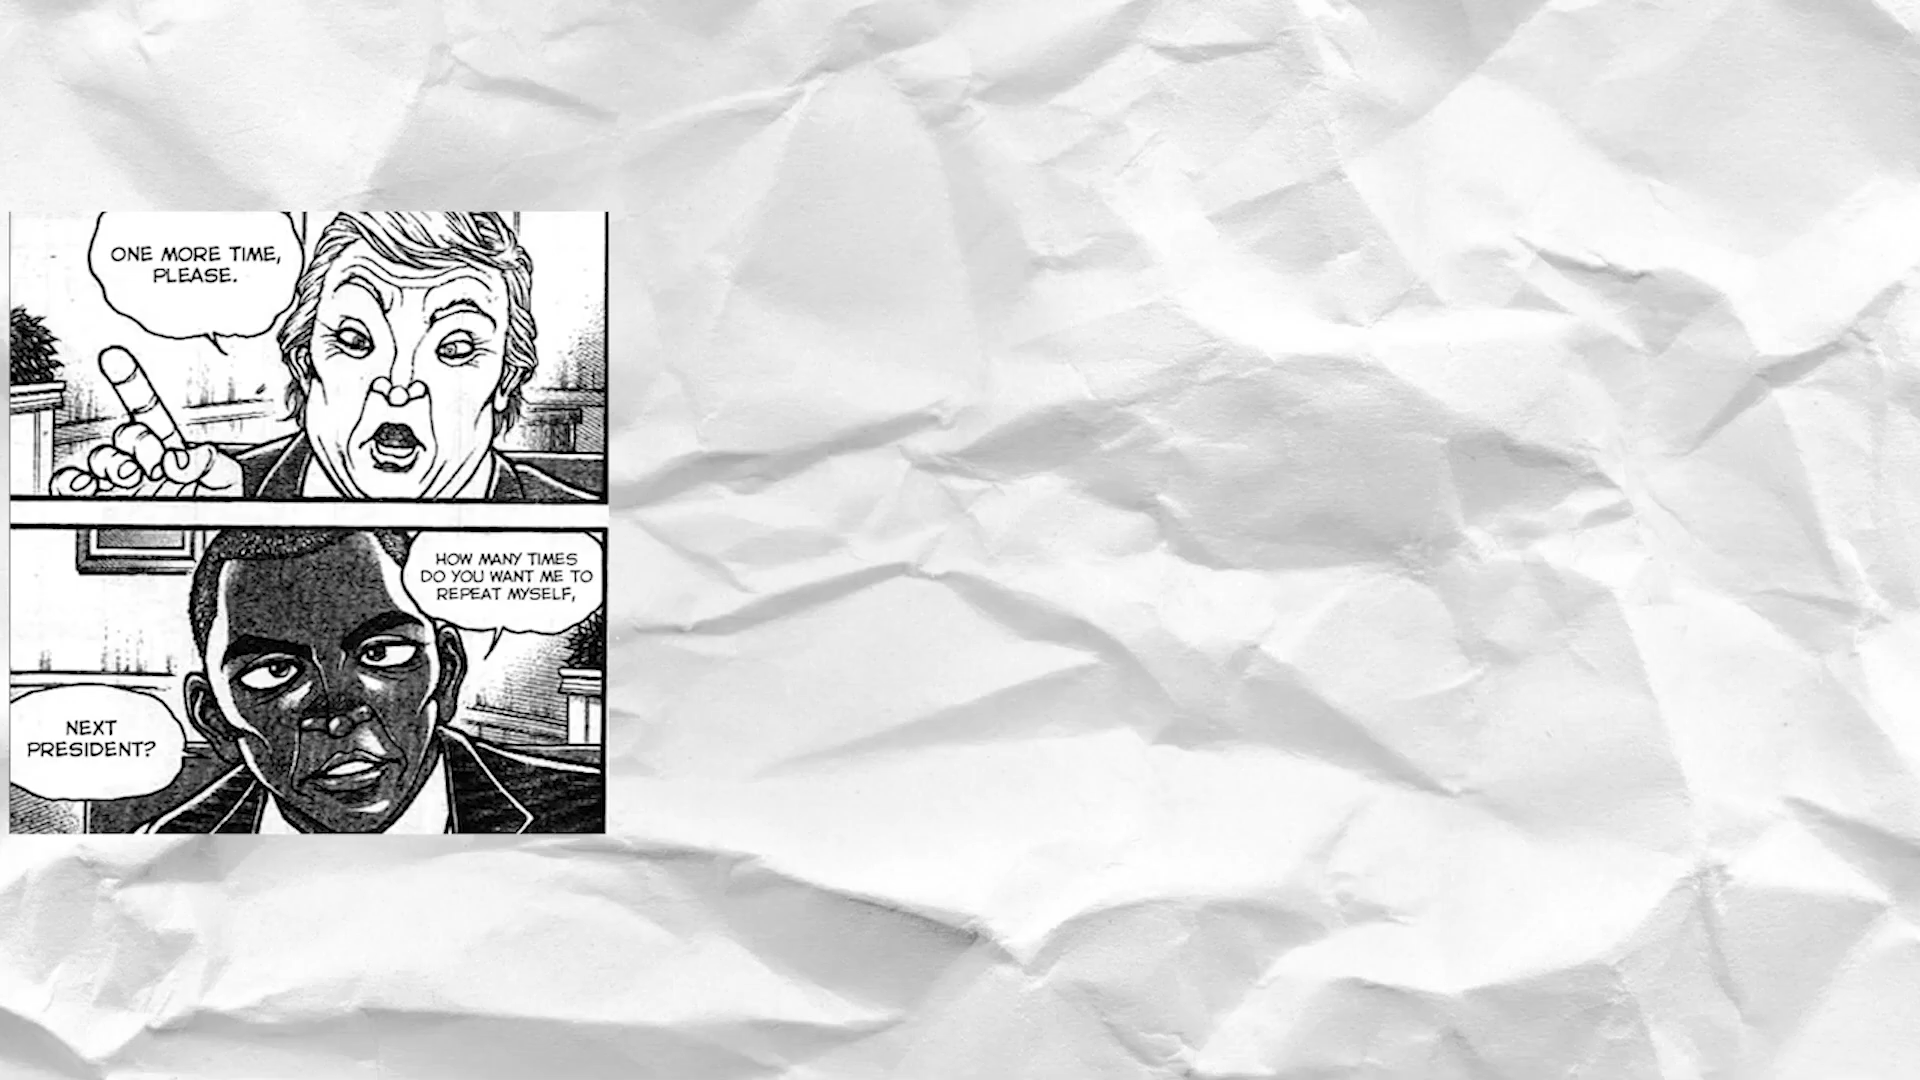 ONE MORE TIME,
PLEASE.
HOW MANY TIMES
DO YOU WANT ME TO
REPEAT MYSELF,
NEXT
PRESIDENT?